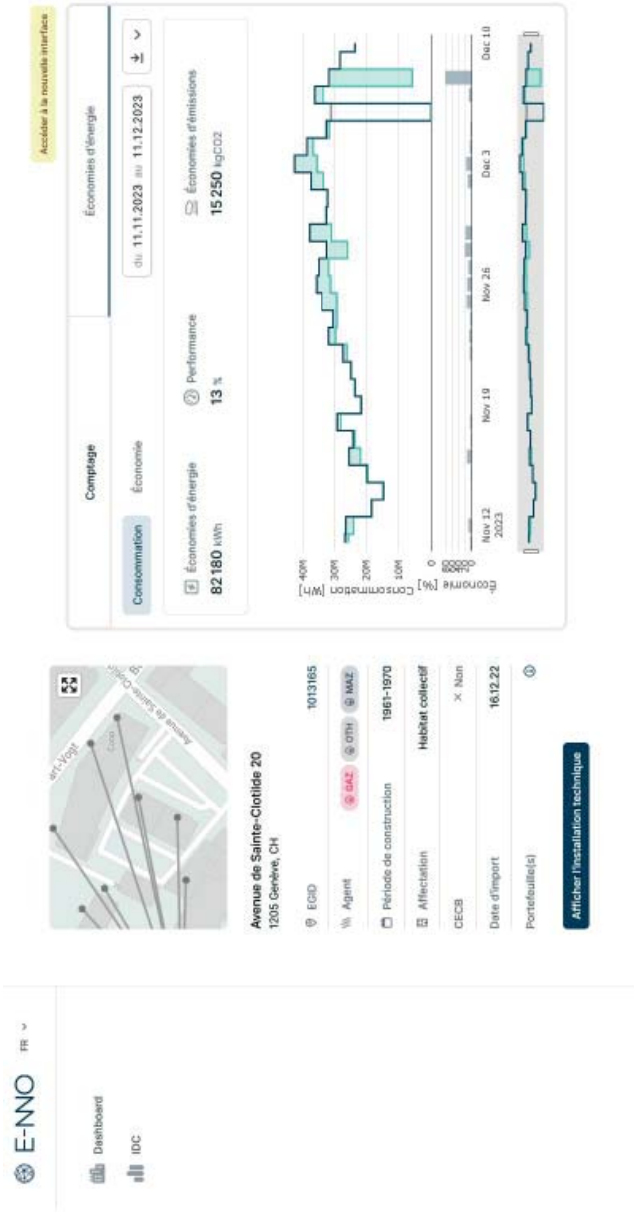 E-NNO
FR
Dashboard
IDC
Avenue de Sainte-Clotilde
Avenue de Sainte-Clotilde 20
1205 Genève, CH
EGID 1013165
Agent GAZ OTH MAZ
Période de construction 1961-1970
Affectation Habitat collectif
CECB × Non
Date d'import 16.12.22
Portefeuille(s)
Afficher l'installation technique
Accéder à la nouvelle interface
Comptage Économies d'énergie
Consommation Économie du 11.11.2023 au 11.12.2023
Économies d'énergie
82 180 kWh
Performance
13 %
Économies d'émissions
15 250 kgCO2
Consommation [Wh]
40M
30M
20M
10M
0
Économie [%]
Nov 12 Nov 19 Nov 26 Dec 3 Dec 10
2023